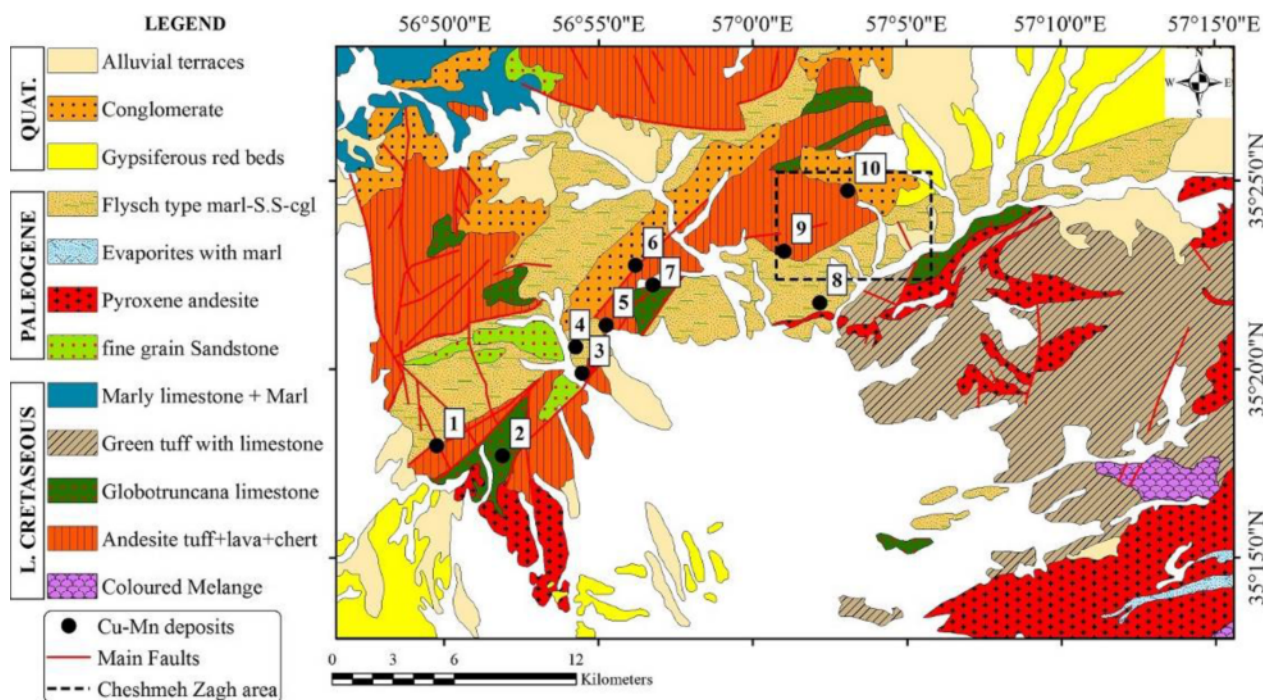 LEGEND
QUAT.
Alluvial terraces
Conglomerate
Gypsiferous red beds
PALEOGENE
Flysch type marl-S.S-cgl
Evaporites with marl
Pyroxene andesite
fine grain Sandstone
L. CRETACEOUS
Marly limestone + Marl
Green tuff with limestone
Globotruncana limestone
Andesite tuff+lava+chert
Coloured Melange
Cu-Mn deposits
Main Faults
Cheshmeh Zagh area
56°50'0"E 56°55'0"E 57°0'0"E 57°5'0"E 57°10'0"E 57°15'0"E
N
W E
S
35°25'0"N
35°20'0"N
35°15'0"N
10
9
6
7
8
5
4
3
1
2
0 3 6 12
Kilometers